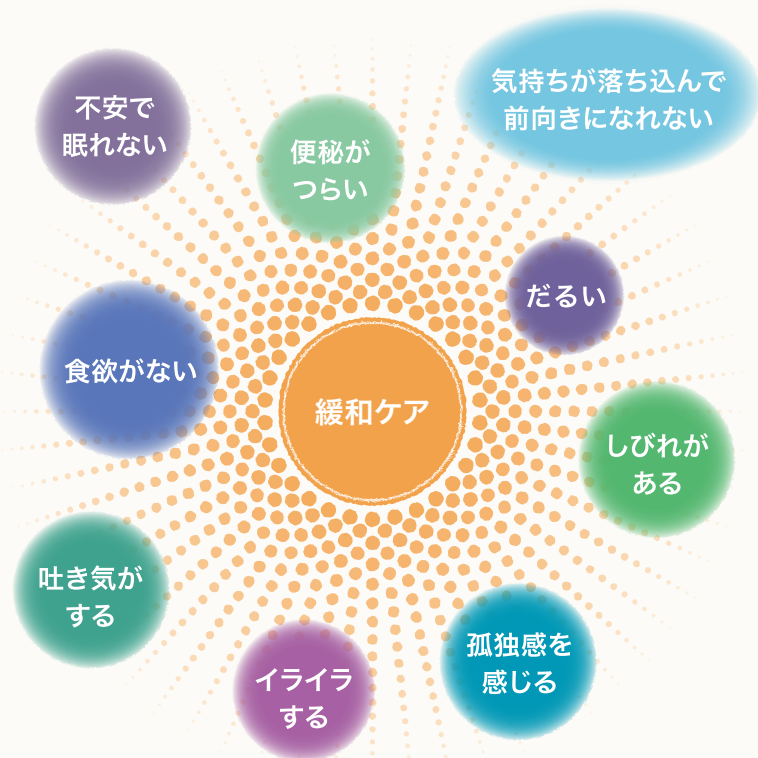 気持ちが落ち込んで
前向きになれない
不安で
眠れない
便秘が
つらい
だるい
食欲がない
緩和ケア
しびれが
ある
吐き気が
する
孤独感を
感じる
イライラ
する